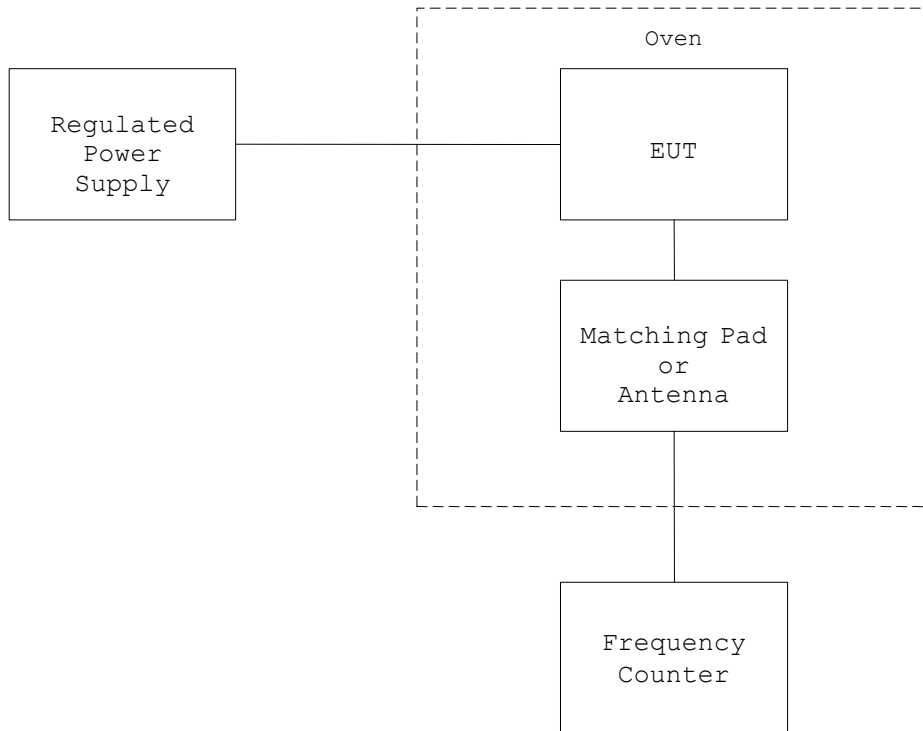 Oven
Regulated
Power
Supply
EUT
Matching Pad
or
Antenna
Frequency
Counter